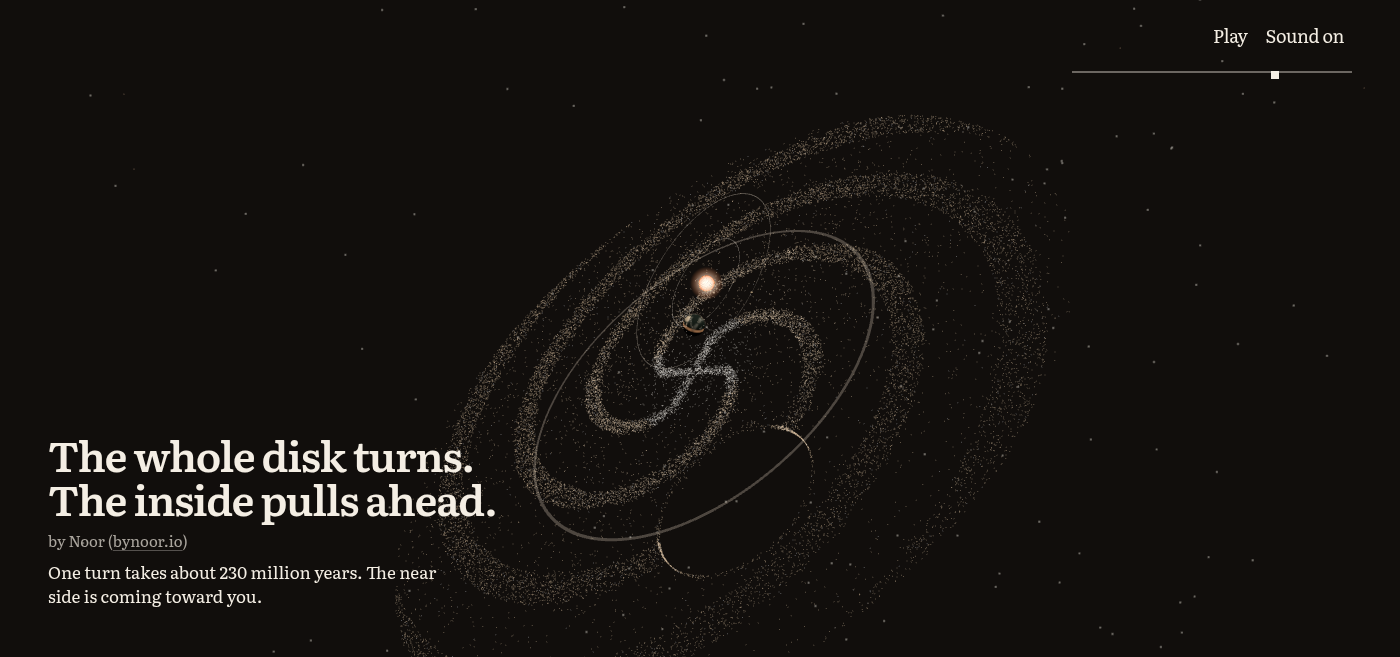 Play Sound on
The whole disk turns.
The inside pulls ahead.
by Noor (bynoor.io)
One turn takes about 230 million years. The near
side is coming toward you.